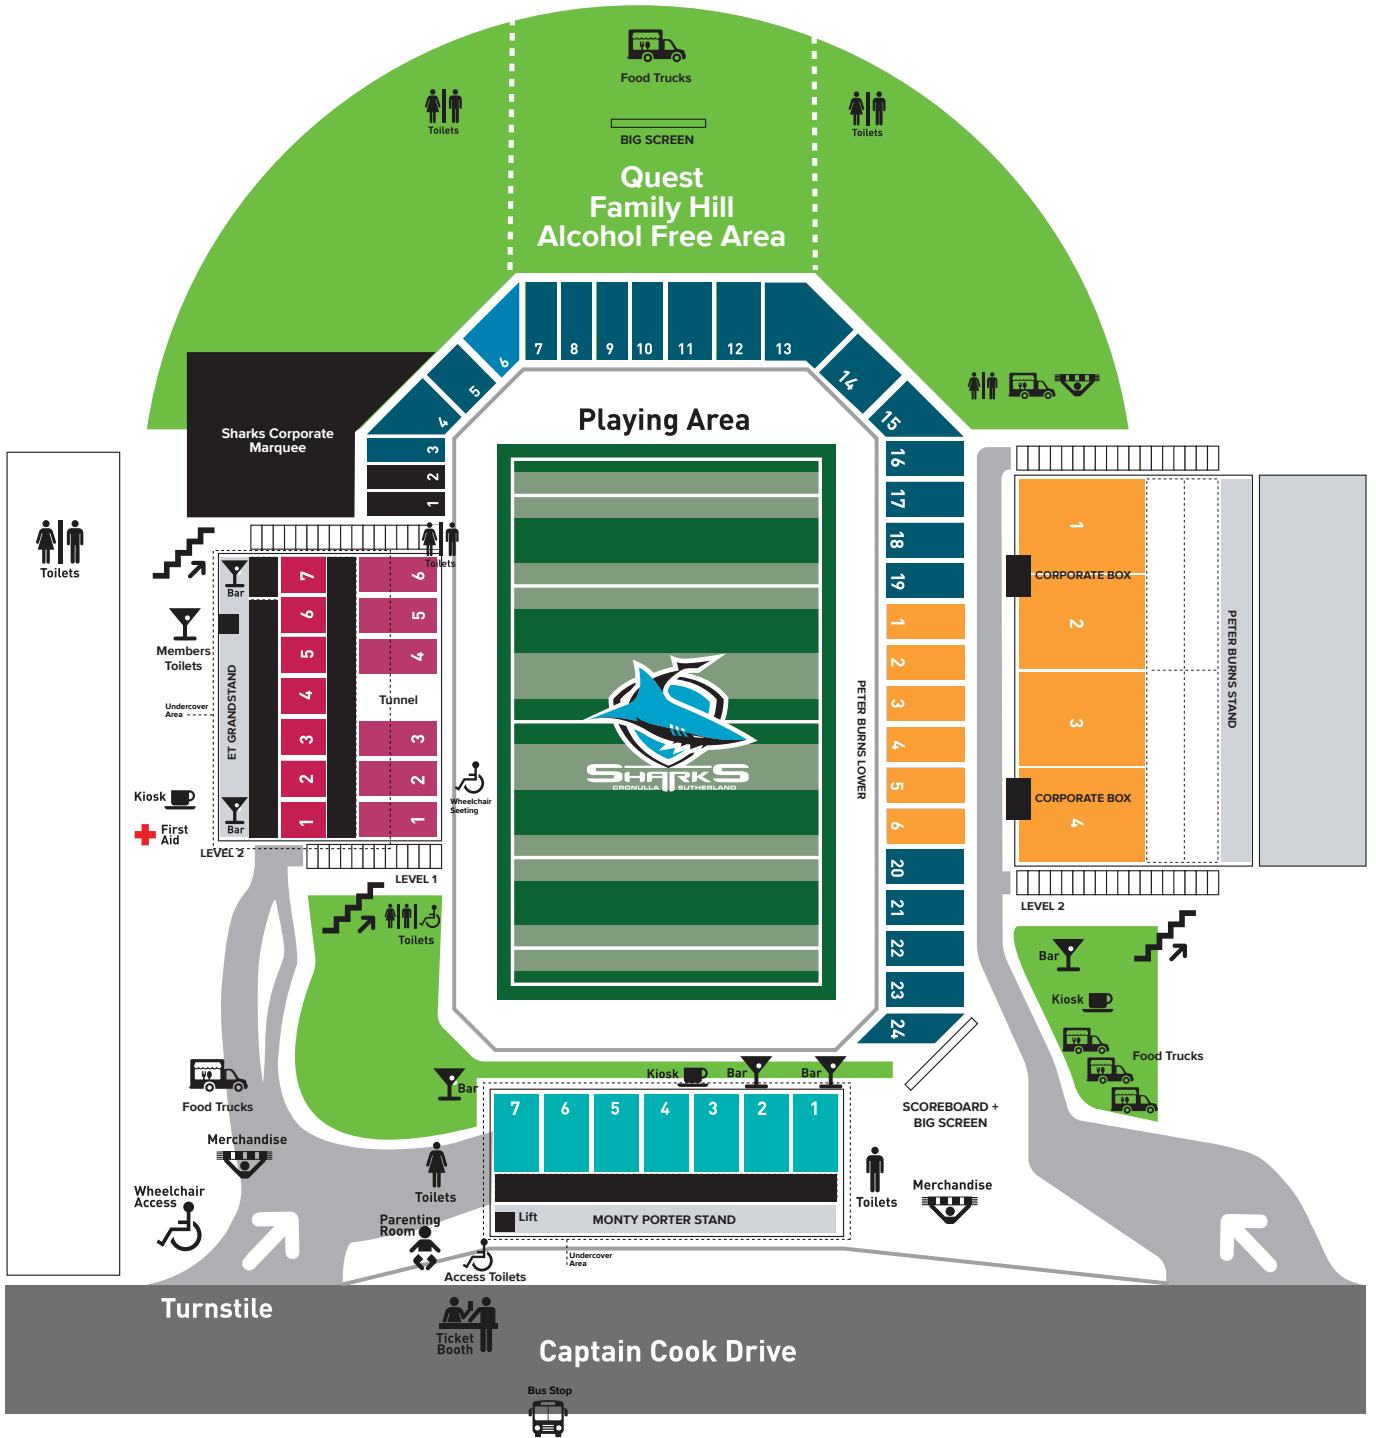 Food Trucks
BIG SCREEN
Toilets
Toilets
Quest
Family Hill
Alcohol Free Area
6
7
8
9
10
11
12
13
5
14
4
15
3
2
1
Sharks Corporate
Marquee
Playing Area
16
17
18
19
1
2
3
4
5
6
20
21
22
23
24
PETER BURNS LOWER
1
CORPORATE BOX
2
3
CORPORATE BOX
4
PETER BURNS STAND
LEVEL 2
Toilets
Toilets
Bar
7
6
5
4
3
2
1
6
5
4
Tunnel
3
2
1
Members
Toilets
Undercover
Area
ET GRANDSTAND
Kiosk
First
Aid
Bar
LEVEL 2
LEVEL 1
Wheelchair
Seeting
SHARKS
CRONULLA SUTHERLAND
Toilets
Bar
Kiosk
Food Trucks
Food Trucks
Merchandise
Wheelchair
Access
Bar
Kiosk
Bar
Bar
7
6
5
4
3
2
1
SCOREBOARD +
BIG SCREEN
Toilets
Toilets
Merchandise
Lift
MONTY PORTER STAND
Parenting
Room
Access Toilets
Undercover
Area
Turnstile
Ticket
Booth
Captain Cook Drive
Bus Stop